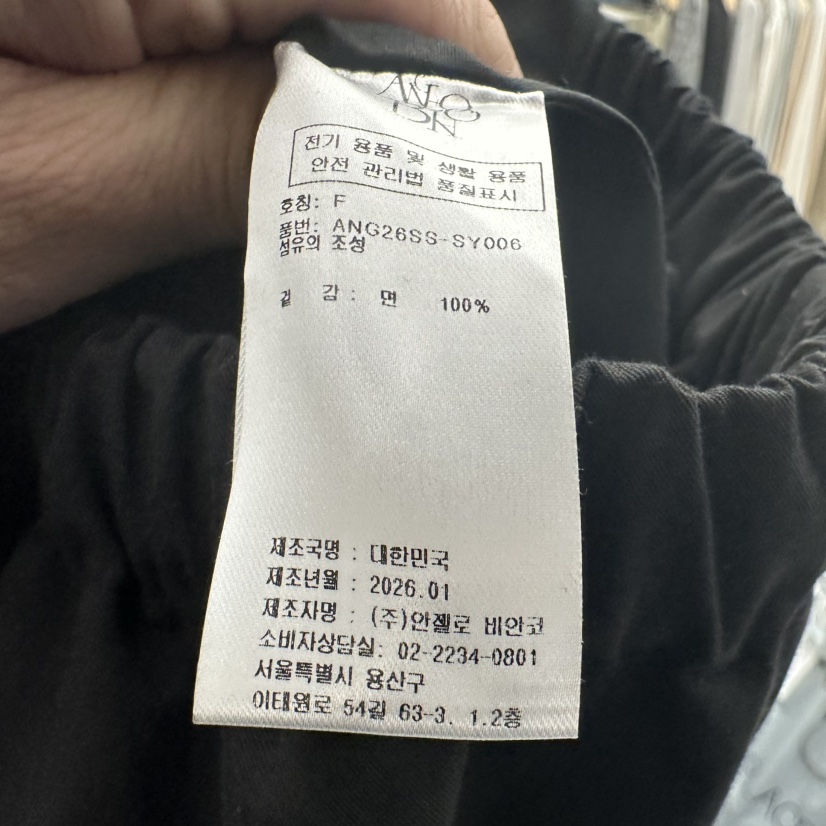 전기 용품 및 생활 용품
안전 관리법 품질표시
호칭: F
품번: ANG26SS-SY006
섬유의 조성
겉 감: 면 100%
제조국명 : 대한민국
제조년월 : 2026.01
제조자명 : (주)안젤로 비안코
소비자상담실: 02-2234-0801
서울특별시 용산구
이태원로 54길 63-3. 1.2층